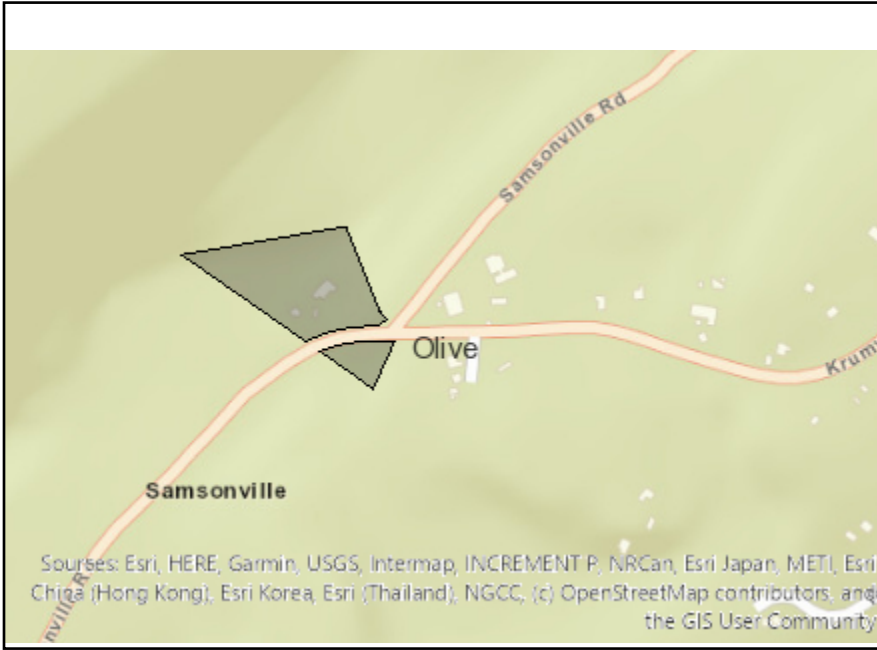 Samsonville Rd
Olive
Krum
Samsonville
nville R
Sources: Esri, HERE, Garmin, USGS, Intermap, INCREMENT P, NRCan, Esri Japan, METI, Esri
China (Hong Kong), Esri Korea, Esri (Thailand), NGCC, (c) OpenStreetMap contributors, and
the GIS User Community